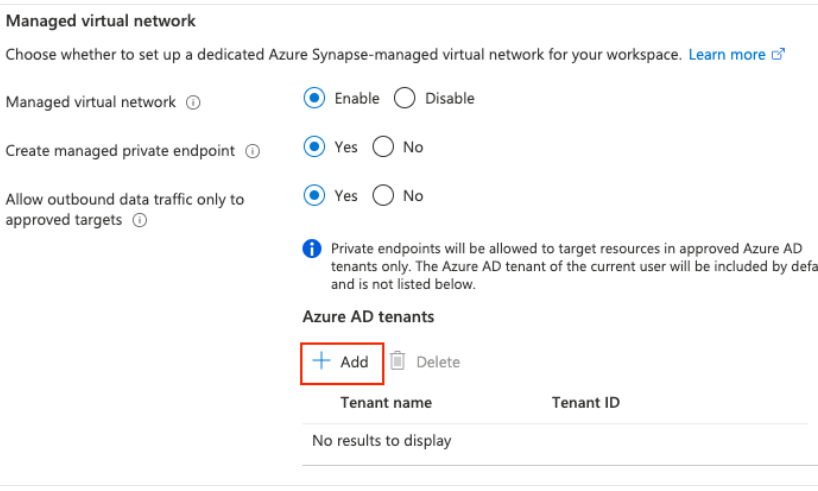 Managed virtual network
Choose whether to set up a dedicated Azure Synapse-managed virtual network for your workspace. Learn more
Managed virtual network
Enable
Disable
Create managed private endpoint
Yes
No
Allow outbound data traffic only to
approved targets
Yes
No
Private endpoints will be allowed to target resources in approved Azure AD
tenants only. The Azure AD tenant of the current user will be included by defa
and is not listed below.
Azure AD tenants
Add
Delete
Tenant name
Tenant ID
No results to display